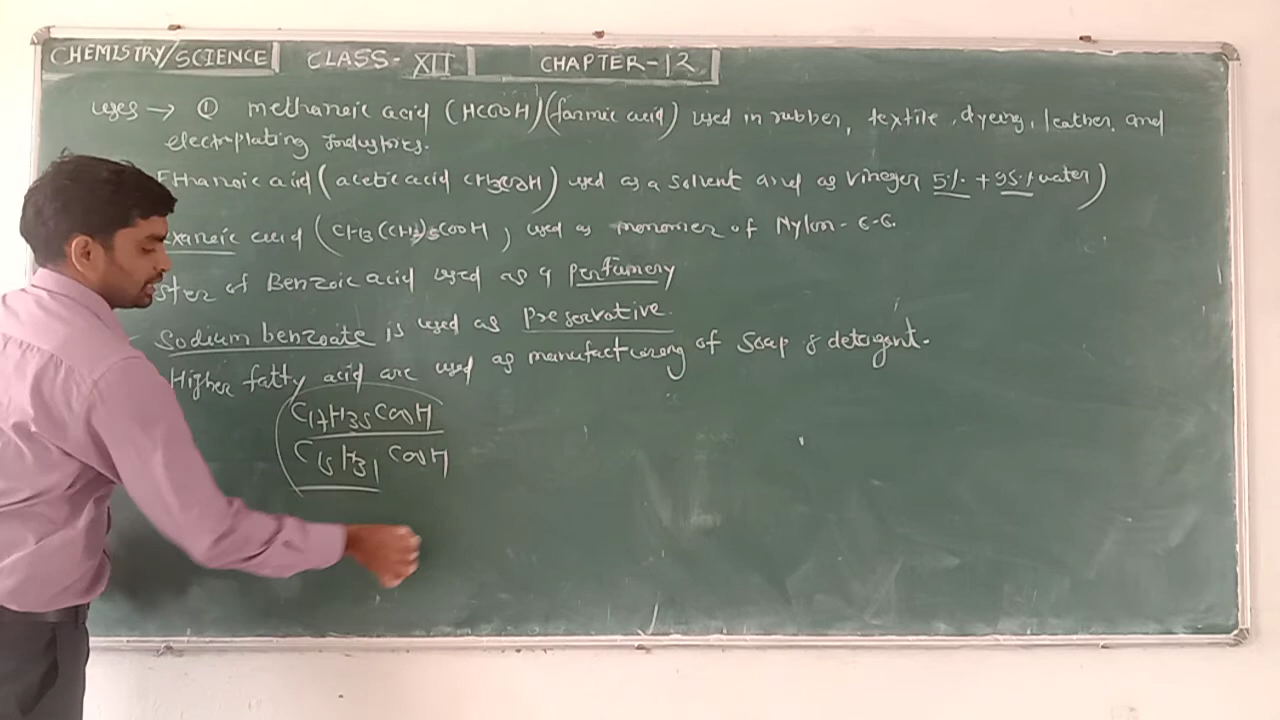 CHEMISTRY/SCIENCE CLASS-XII CHAPTER-12
uses → ① methanoic acid (HCOOH)(formic acid) used in rubber, textile, dyeing, leather, and
electroplating Industries.
Ethanoic acid (acetic acid CH3COOH) used as a solvent and as vineger 5% + 95% water)
exanoic acid (CH3(CH2)5COOH, used as monomer of Nylon-6-6.
ster of Benzoic acid used as a perfumery
Sodium benzoate is used as Preservative.
Higher fatty acid are used as manufacturing of Soap & detergent.
C17H35COOH
C15H31COOH